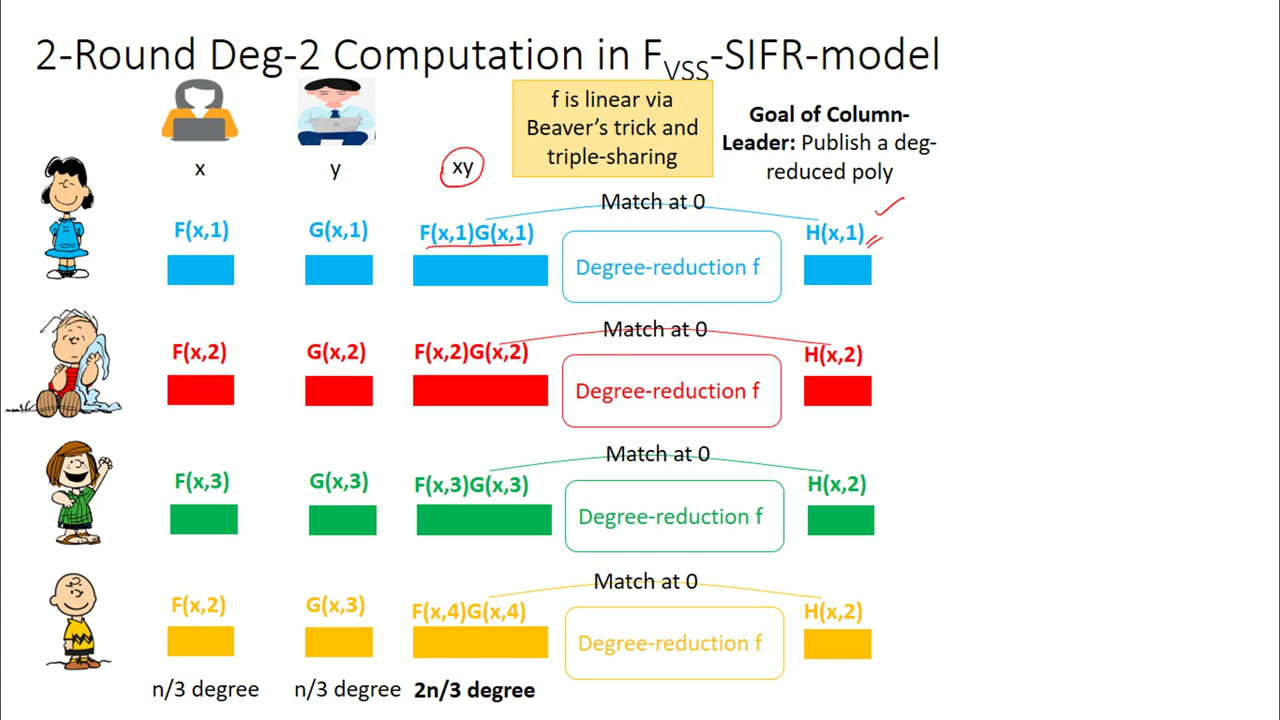 2-Round Deg-2 Computation in F_VSS-SIFR-model
f is linear via
Beaver's trick and
triple-sharing
Goal of Column-
Leader: Publish a deg-
reduced poly
x
y
xy
Match at 0
F(x,1)
G(x,1)
F(x,1)G(x,1)
Degree-reduction f
H(x,1)
Match at 0
F(x,2)
G(x,2)
F(x,2)G(x,2)
Degree-reduction f
H(x,2)
Match at 0
F(x,3)
G(x,3)
F(x,3)G(x,3)
Degree-reduction f
H(x,2)
Match at 0
F(x,2)
G(x,3)
F(x,4)G(x,4)
Degree-reduction f
H(x,2)
n/3 degree
n/3 degree
2n/3 degree